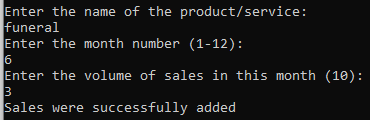 Enter the name of the product/service:
funeral
Enter the month number (1-12):
6
Enter the volume of sales in this month (10):
3
Sales were successfully added